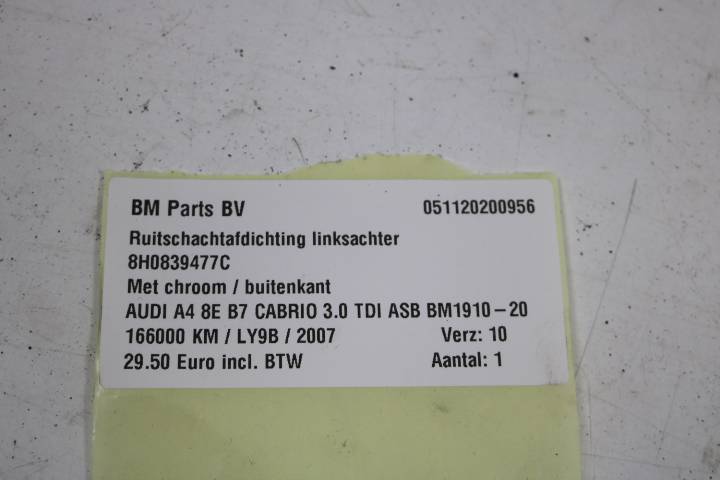 BM Parts BV 051120200956
Ruitschachtafdichting linksachter
8H0839477C
Met chroom / buitenkant
AUDI A4 8E B7 CABRIO 3.0 TDI ASB BM1910-20
166000 KM / LY9B / 2007 Verz: 10
29.50 Euro incl. BTW Aantal: 1